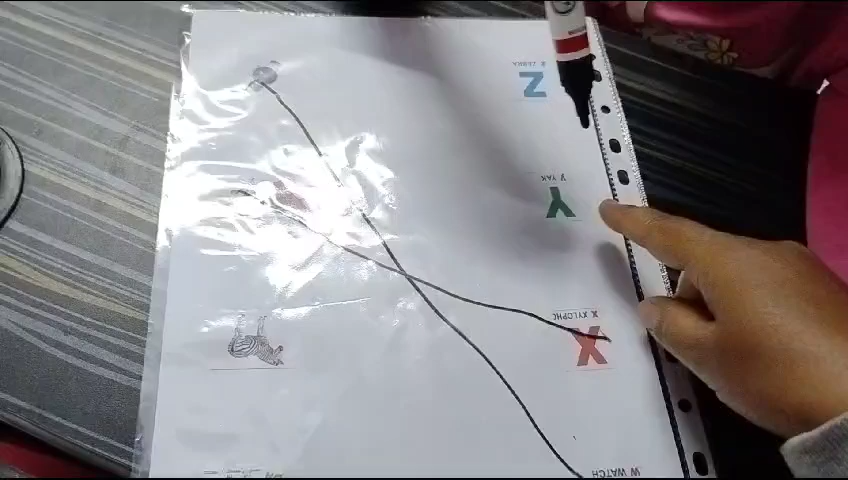 W WATCH
X
X XYLOPHO
Y
Y YAK
Z
Z ZEBRA